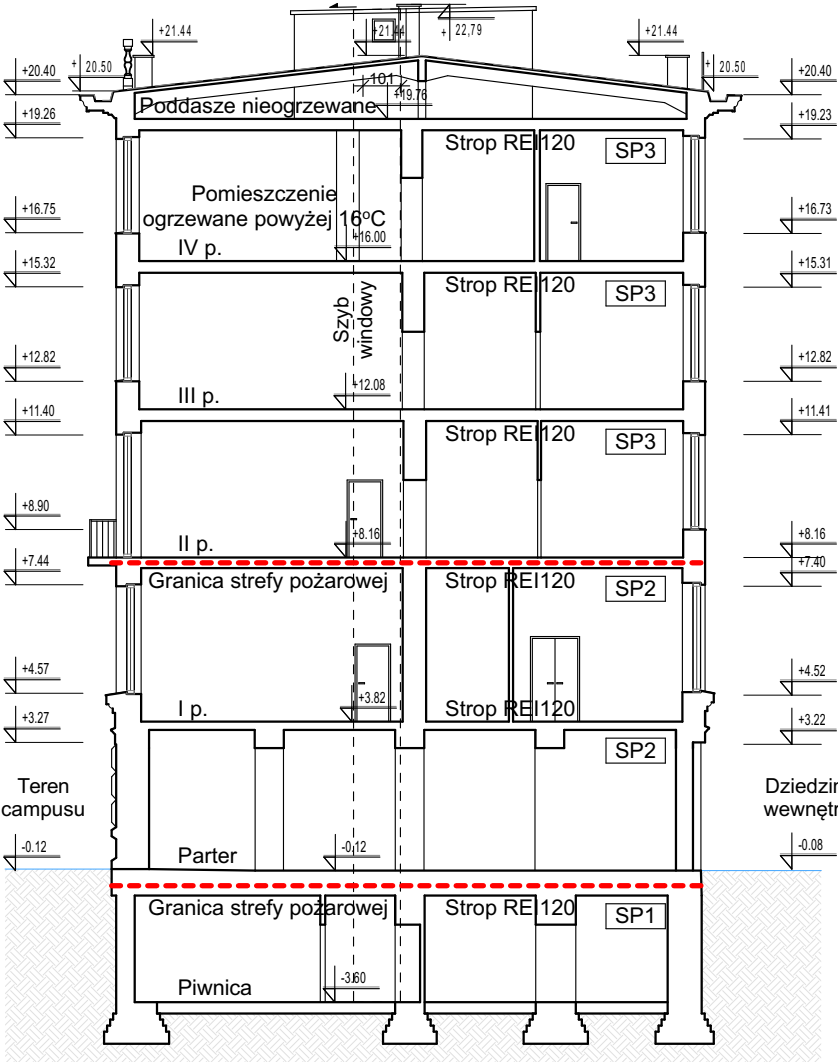 +21.44
+21.44
+ 22,79
+21.44
+ 20.50
+ 20.50
+20.40
+20.40
101
+19.76
Poddasze nieogrzewane
+19.26
+19.23
Strop REI120
SP3
Pomieszczenie
ogrzewane powyżej 16°C
+16.75
+16.73
IV p.
+16.00
+15.32
+15.31
Strop REI120
SP3
Szyb
windowy
+12.82
+12.82
III p.
+12.08
+11.40
+11.41
Strop REI120
SP3
+8.90
II p.
+8.16
+8.16
+7.44
+7.40
Granica strefy pożarowej
Strop REI120
SP2
+4.57
+4.52
I p.
+3.82
Strop REI120
+3.27
+3.22
SP2
Teren
campusu
Dziedzin
wewnętr
-0.12
Parter
-0,12
-0.08
Granica strefy pożarowej
Strop REI120
SP1
Piwnica
-3.60